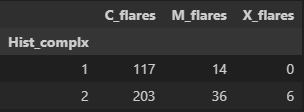 C_flares M_flares X_flares
Hist_complx
1 117 14 0
2 203 36 6